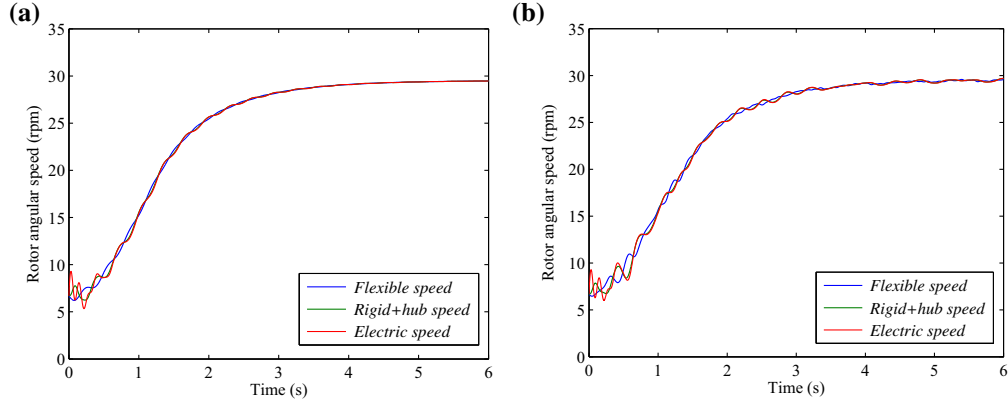 (a)
35
30
25
20
15
10
5
0
Rotor angular speed (rpm)
0 1 2 3 4 5 6
Time (s)
Flexible speed
Rigid+hub speed
Electric speed
(b)
35
30
25
20
15
10
5
0
Rotor angular speed (rpm)
0 1 2 3 4 5 6
Time (s)
Flexible speed
Rigid+hub speed
Electric speed